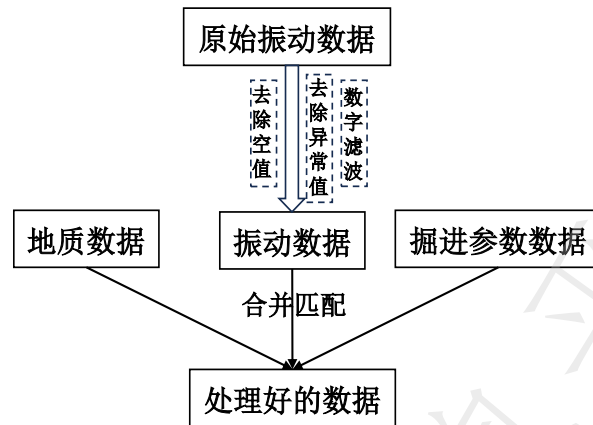 原始振动数据
去除空值
去除异常值
数字滤波
地质数据
振动数据
掘进参数数据
合并匹配
处理好的数据